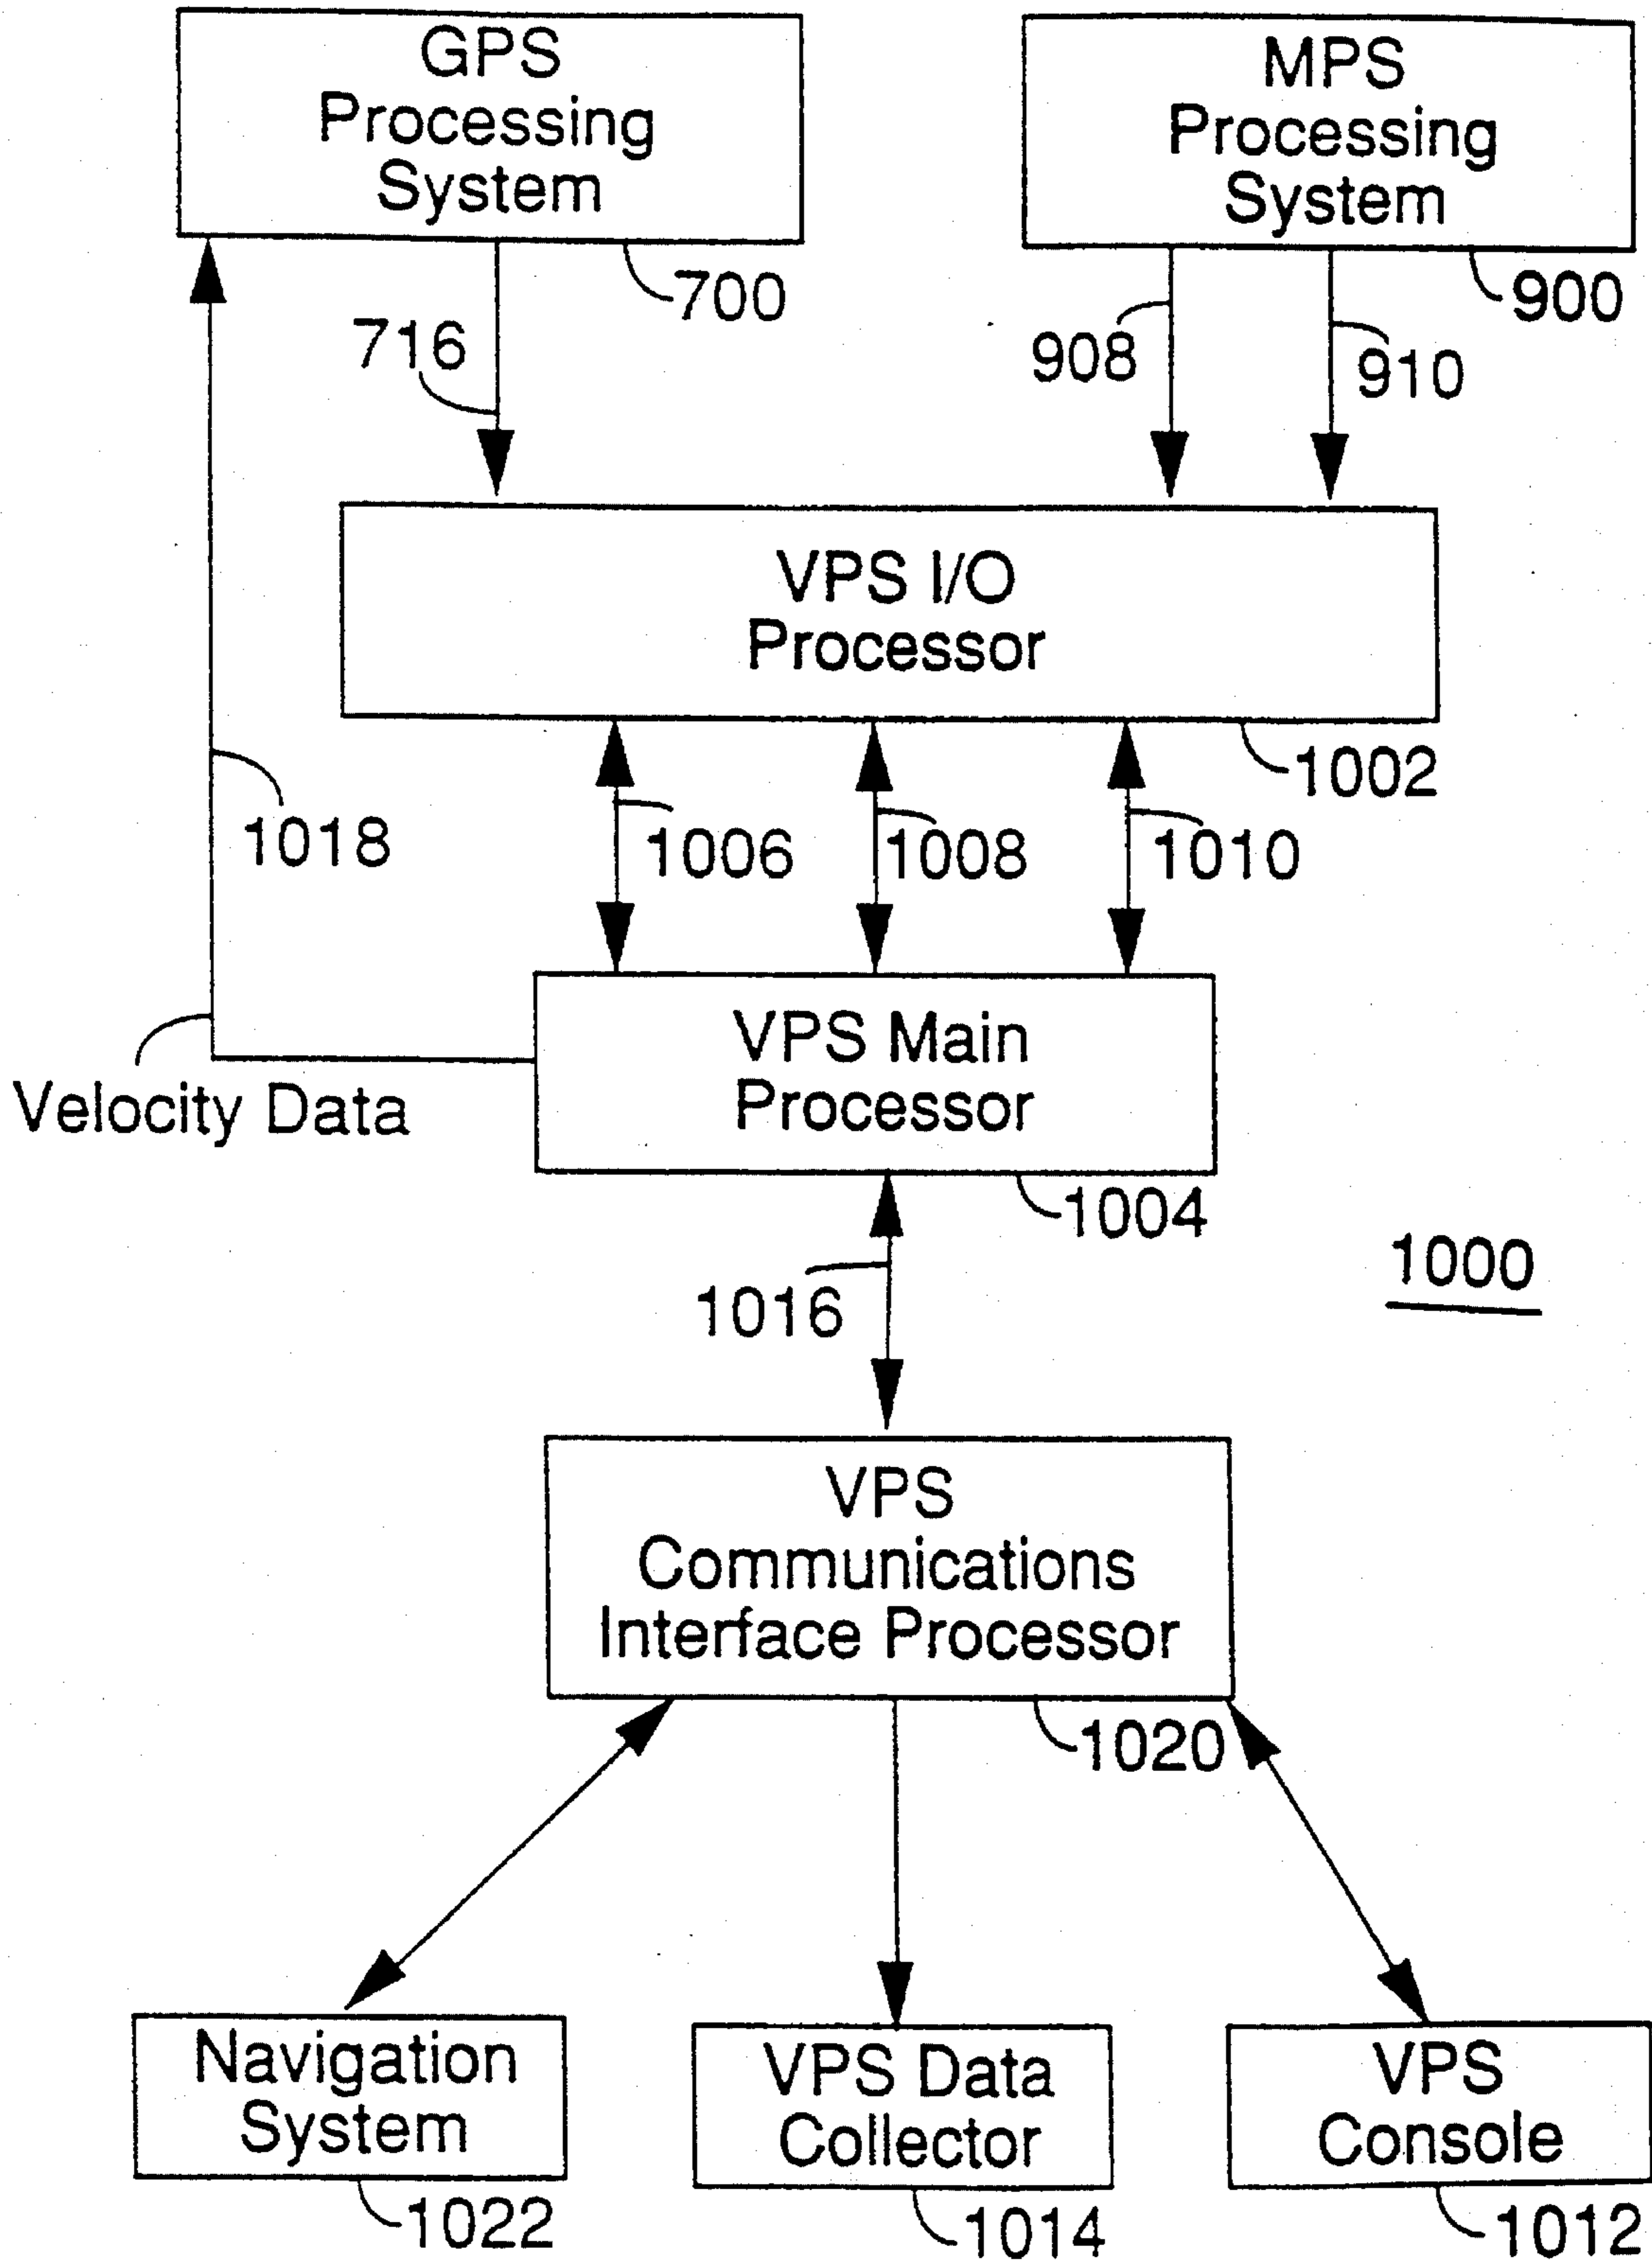 GPS
Processing
System
MPS
Processing
System
700
900
716
908
910
VPS I/O
Processor
1002
1018
1006
1008
1010
VPS Main
Processor
Velocity Data
1004
1000
1016
VPS
Communications
Interface Processor
1020
Navigation
System
VPS Data
Collector
VPS
Console
1022
1014
1012